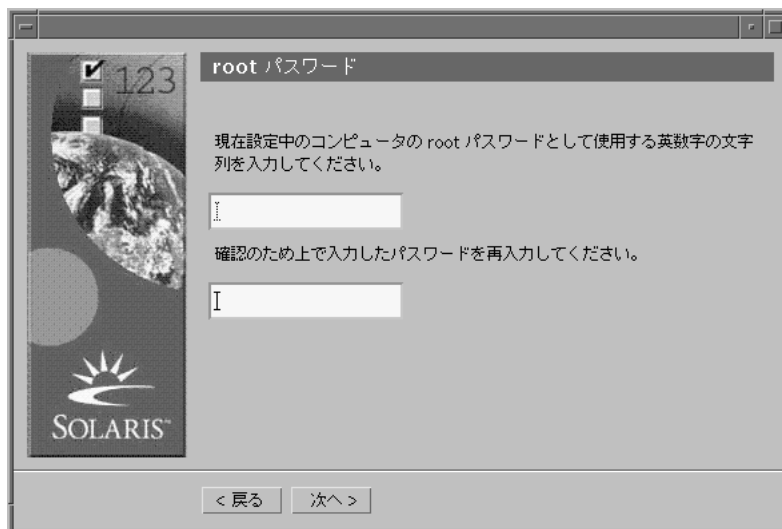 123
root パスワード
現在設定中のコンピュータの root パスワードとして使用する英数字の文字
列を入力してください。
確認のため上で入力したパスワードを再入力してください。
SOLARIS™
< 戻る 次へ >